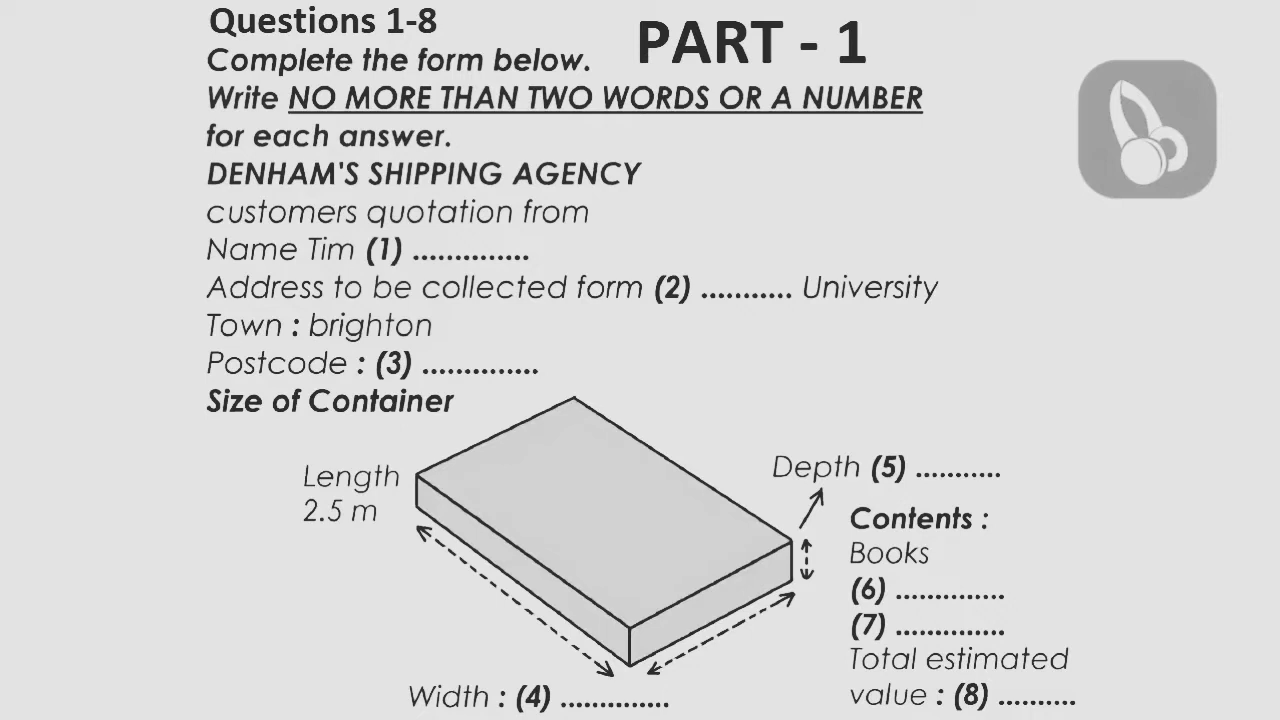 Questions 1-8
PART - 1
Complete the form below.
Write NO MORE THAN TWO WORDS OR A NUMBER
for each answer.
DENHAM'S SHIPPING AGENCY
customers quotation from
Name Tim (1) ..............
Address to be collected form (2) ........... University
Town : brighton
Postcode : (3) ..............
Size of Container
Length
2.5 m
Depth (5) ..........
Contents :
Books
(6) .............
(7) .............
Total estimated
value : (8) ..........
Width : (4) .............